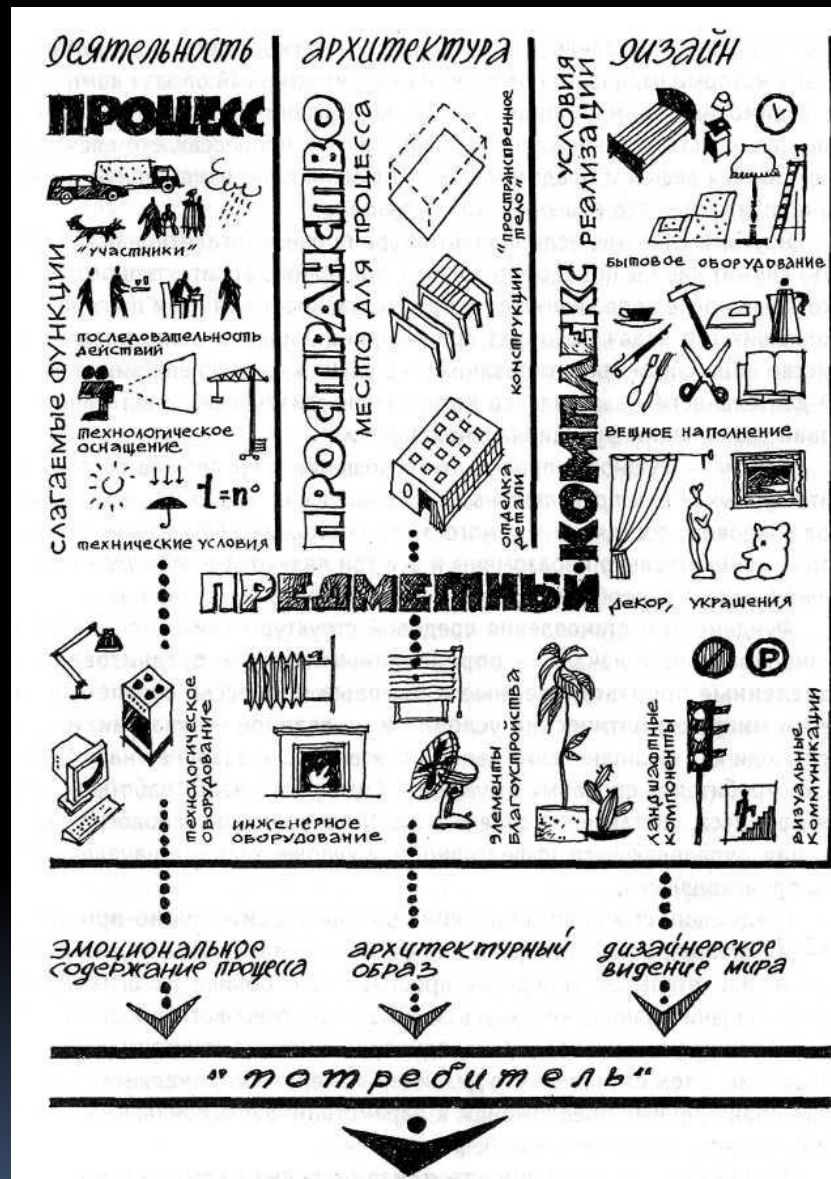 деятельность
ПРОЦЕСС
СЛАГАЕМЫЕ ФУНКЦИИ
"участники"
последовательность
действий
технологическое
оснащение
t=n°
технические условия
архитектура
ПРОСТРАНСТВО
МЕСТО ПРОЦЕССА
"пространственное
тело"
конструкции
отделка
детали
дизайн
УСЛОВИЯ
РЕАЛИЗАЦИИ
КОМПЛЕКС
бытовое оборудование
вещное наполнение
декор, украшения
ПРЕДМЕТНЫЙ
технологическое
оборудование
инженерное
оборудование
элементы
благоустройства
ландшафтные
компоненты
P
визуальные
коммуникации
эмоциональное
содержание процесса
архитектурный
образ
дизайнерское
видение мира
"потребитель"